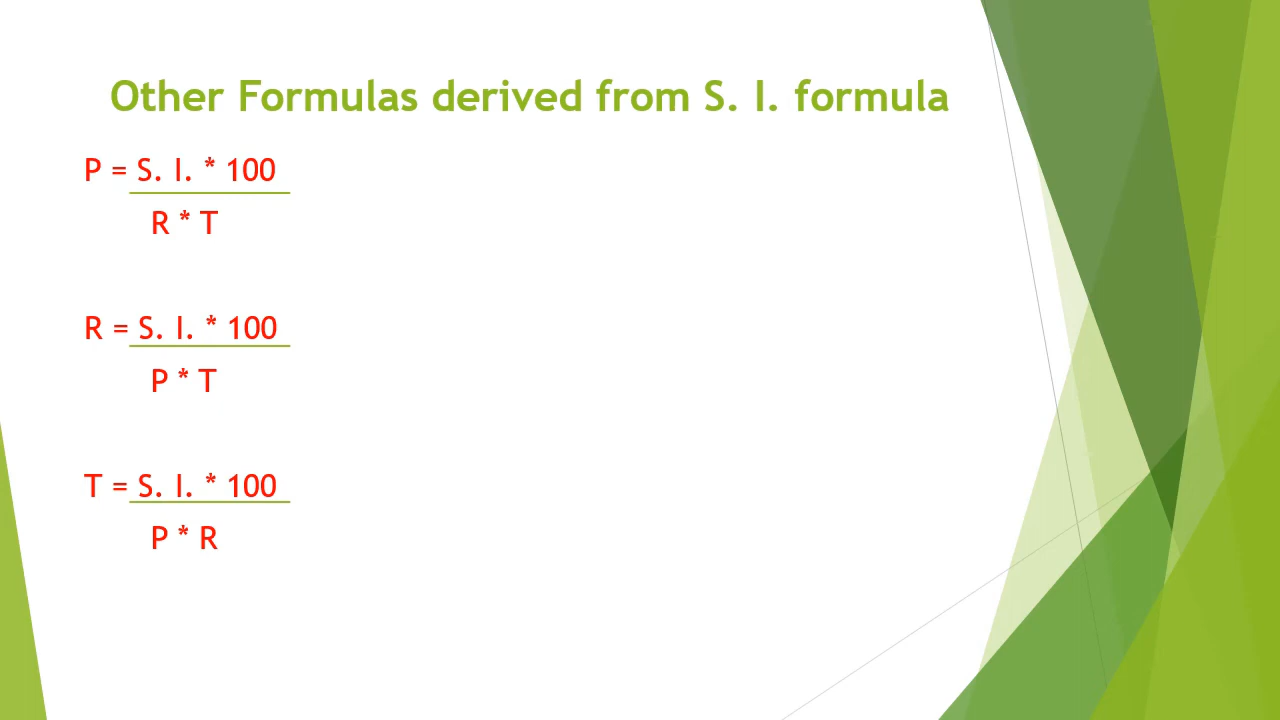 Other Formulas derived from S. I. formula
P = S. I. * 100
R * T
R = S. I. * 100
P * T
T = S. I. * 100
P * R